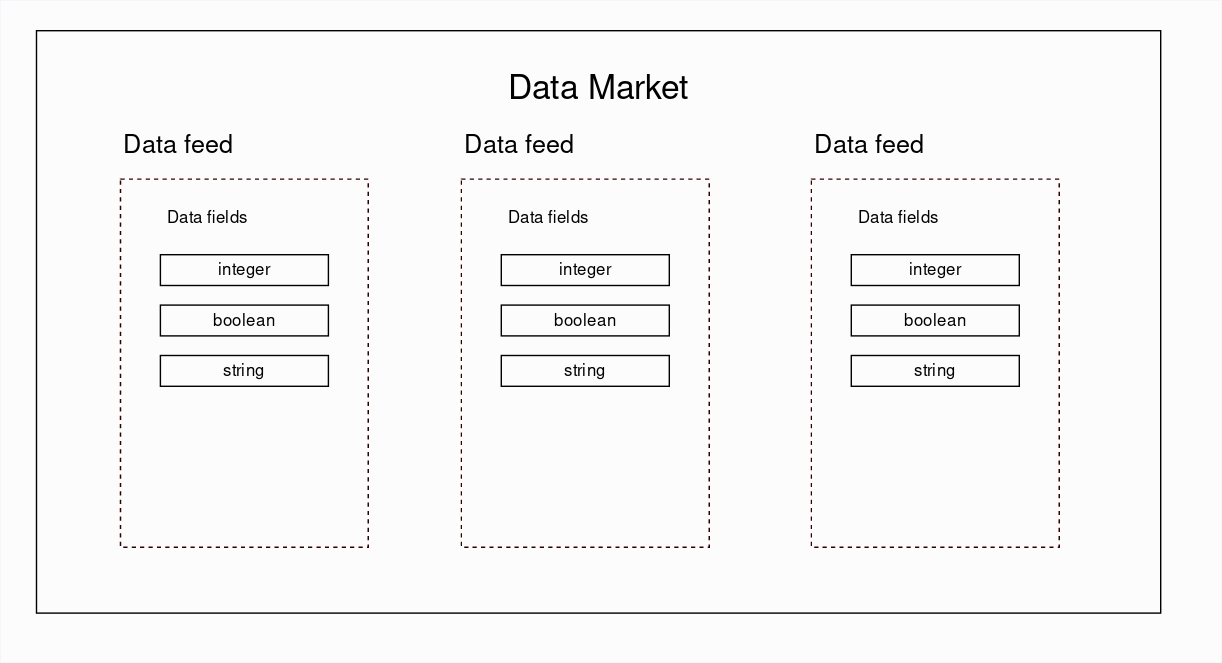 Data Market
Data feed
Data fields
integer
boolean
string
Data feed
Data fields
integer
boolean
string
Data feed
Data fields
integer
boolean
string